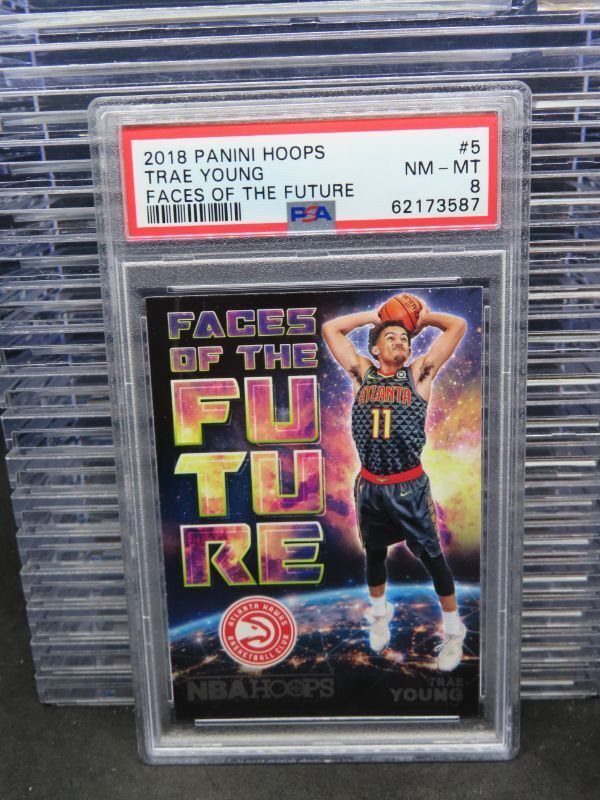 2018 PANINI HOOPS #5
TRAE YOUNG NM - MT
FACES OF THE FUTURE 8
PSA 62173587
FACES
OF THE
FU
TU
RE
ATLANTA
11
ATLANTA HAWKS
BASKETBALL CLUB
NBA HOOPS
TRAE
YOUNG